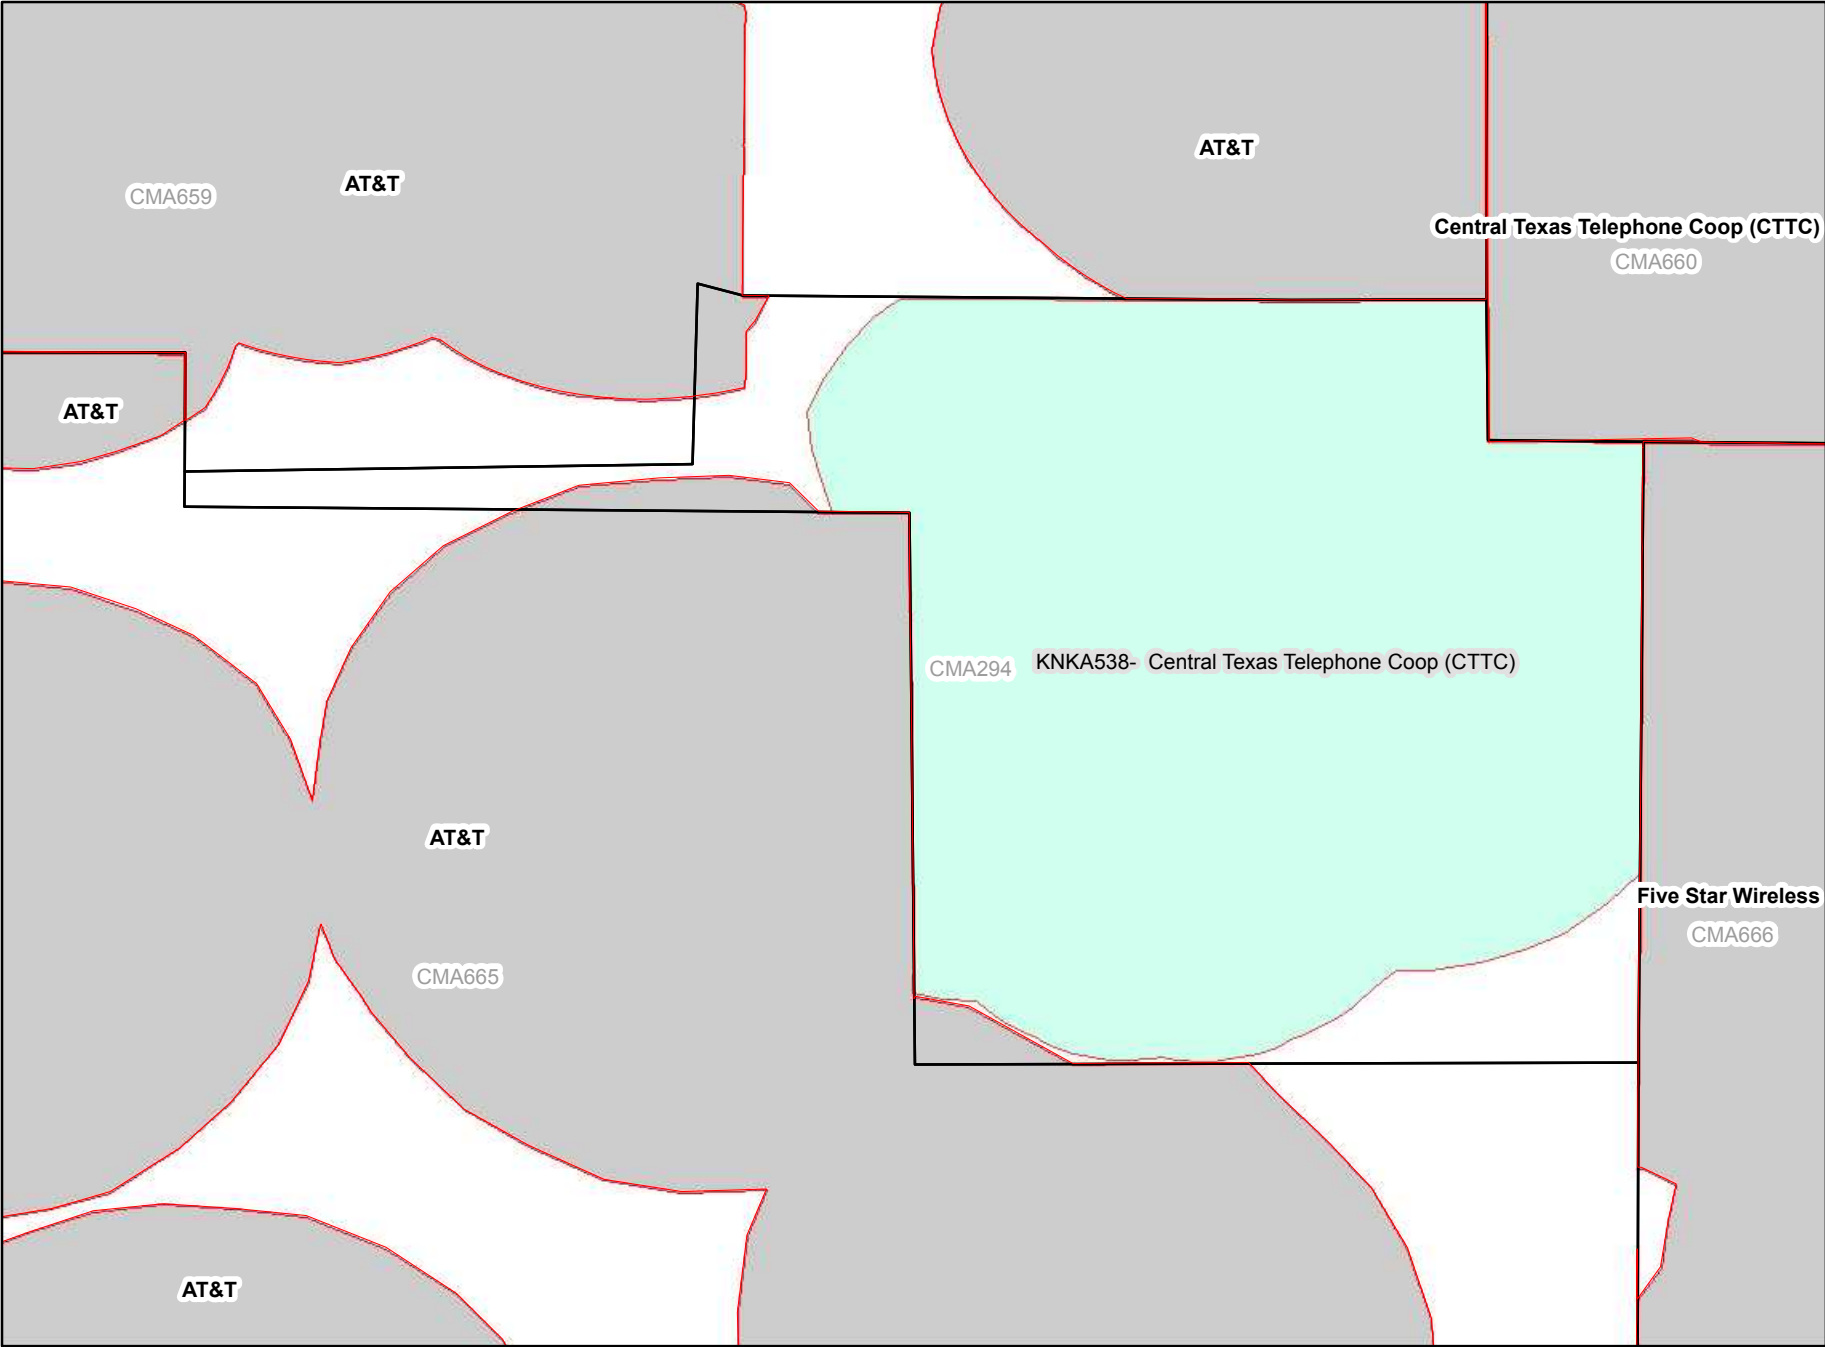 AT&T
AT&T
CMA659
Central Texas Telephone Coop (CTTC)
CMA660
AT&T
CMA294
KNKA538- Central Texas Telephone Coop (CTTC)
AT&T
Five Star Wireless
CMA666
CMA665
AT&T